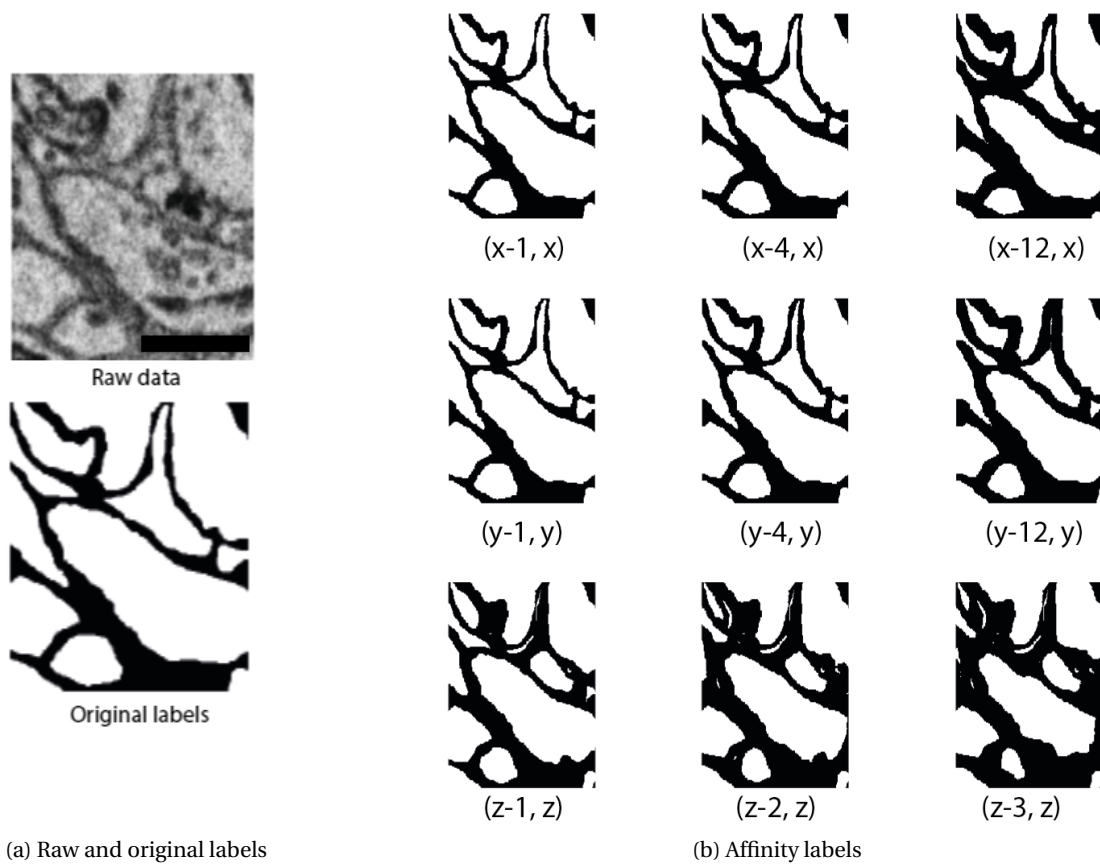 Raw data
Original labels
(x-1, x)
(x-4, x)
(x-12, x)
(y-1, y)
(y-4, y)
(y-12, y)
(z-1, z)
(z-2, z)
(z-3, z)
(a) Raw and original labels
(b) Affinity labels